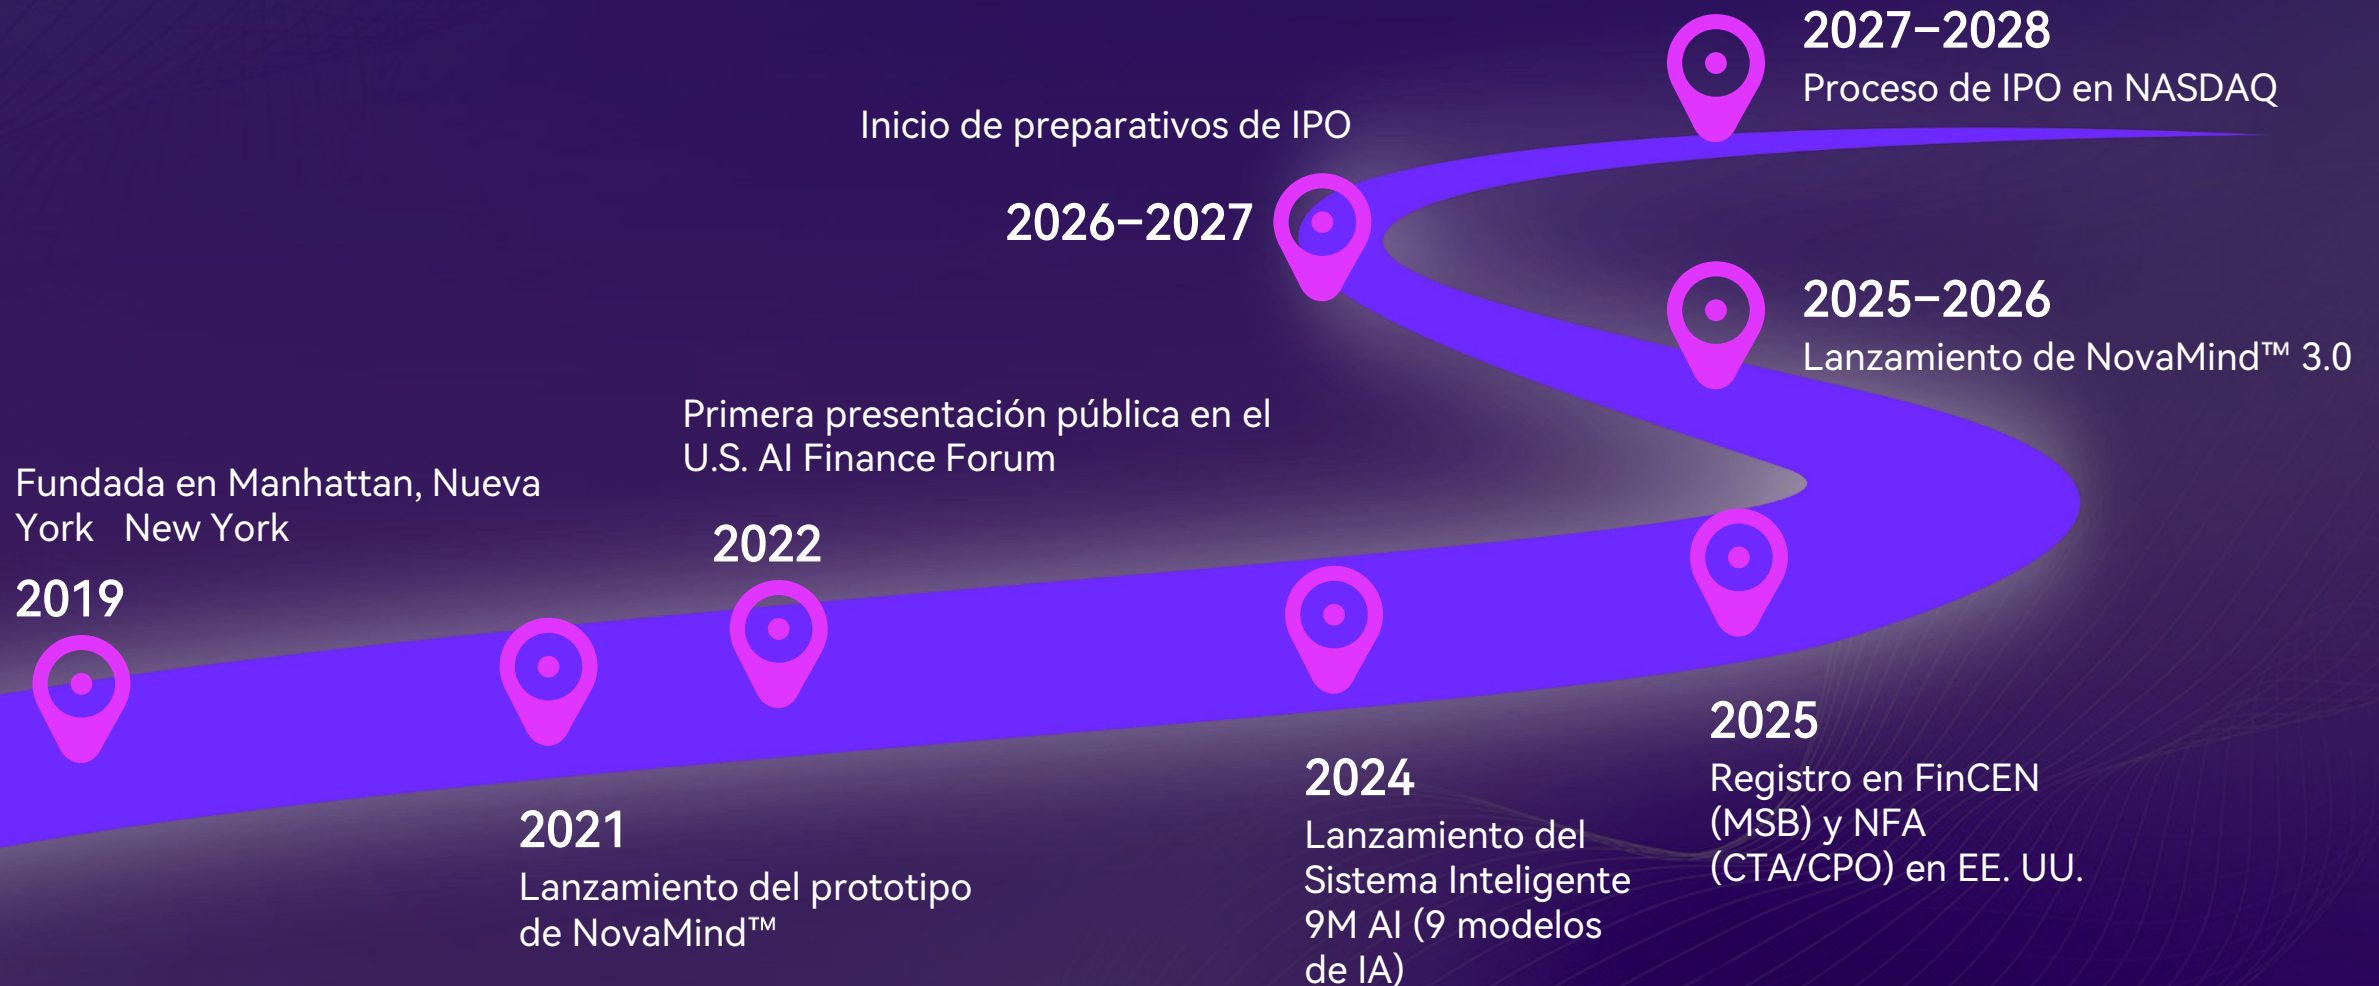 Fundada en Manhattan, Nueva
York   New York
2019
2021
Lanzamiento del prototipo
de NovaMind™
Primera presentación pública en el
U.S. AI Finance Forum
2022
2024
Lanzamiento del
Sistema Inteligente
9M AI (9 modelos
de IA)
2025
Registro en FinCEN
(MSB) y NFA
(CTA/CPO) en EE. UU.
2025–2026
Lanzamiento de NovaMind™ 3.0
Inicio de preparativos de IPO
2026–2027
2027–2028
Proceso de IPO en NASDAQ